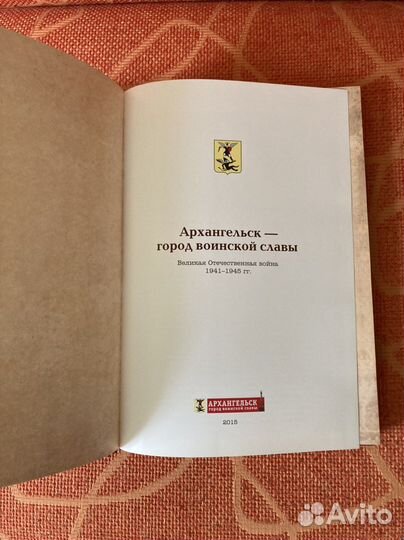 Архангельск —
город воинской славы
Великая Отечественная война
1941–1945 гг.
АРХАНГЕЛЬСК
ГОРОД ВОИНСКОЙ СЛАВЫ
2015
Avito